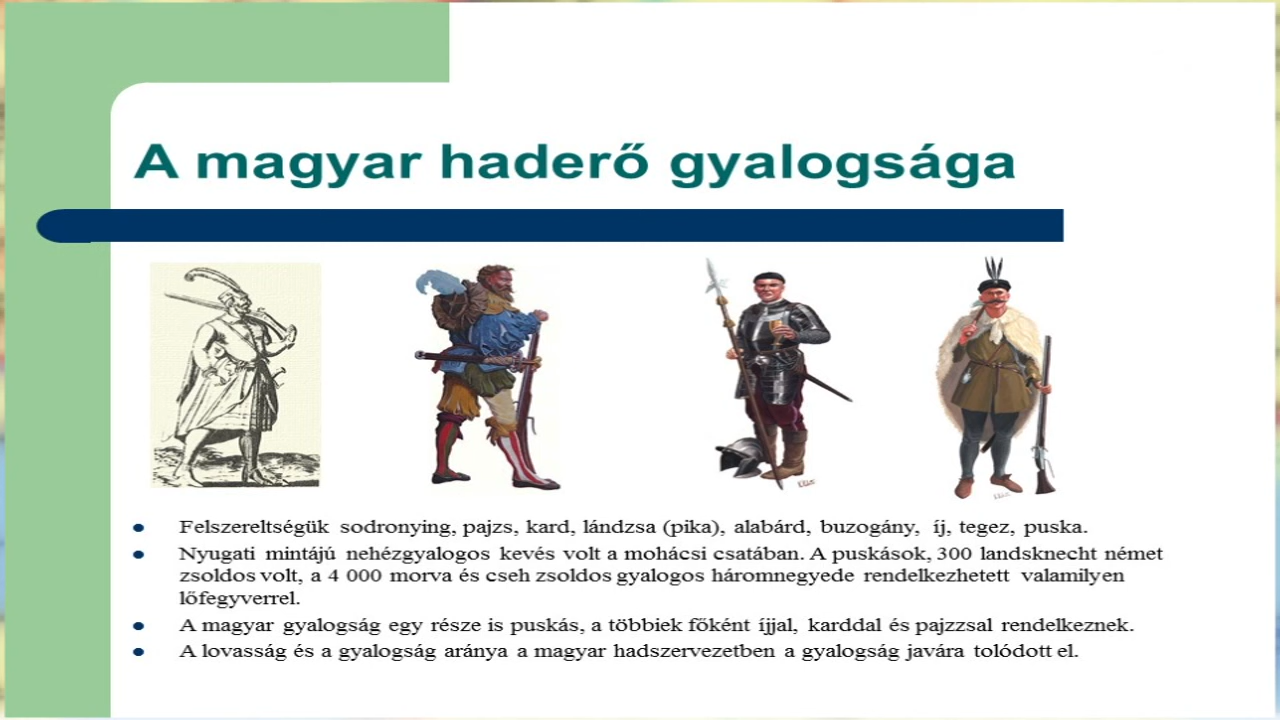 A magyar haderő gyalogsága
Felszereltségük sodronying, pajzs, kard, lándzsa (pika), alabárd, buzogány, íj, tegez, puska.
Nyugati mintájú nehézgyalogos kevés volt a mohácsi csatában. A puskások, 300 landsknecht német
zsoldos volt, a 4 000 morva és cseh zsoldos gyalogos háromnegyede rendelkezhetett valamilyen
lőfegyverrel.
A magyar gyalogság egy része is puskás, a többiek főként íjjal, karddal és pajzzsal rendelkeznek.
A lovasság és a gyalogság aránya a magyar hadszervezetben a gyalogság javára tolódott el.